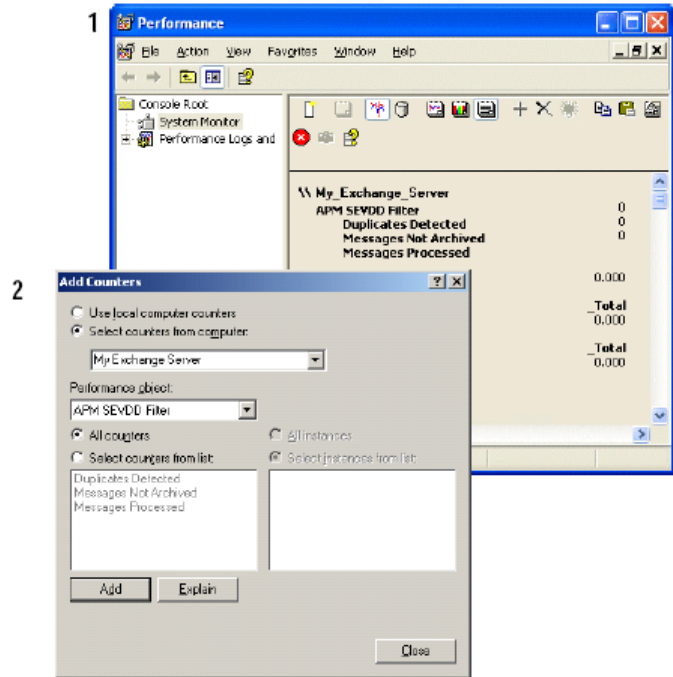 1
Performance
File Action View Favorites Window Help
Console Root
System Monitor
Performance Logs and
\\ My_Exchange_Server
APM SEVDD Filter 0
Duplicates Detected 0
Messages Not Archived 0
Messages Processed
0.000
_Total
0.000
_Total
0.000
2
Add Counters
Use local computer counters
Select counters from computer:
My Exchange Server
Performance object:
APM SEVDD Filter
All counters
All instances
Select counters from list:
Select instances from list:
Duplicates Detected
Messages Not Archived
Messages Processed
Add
Explain
Close